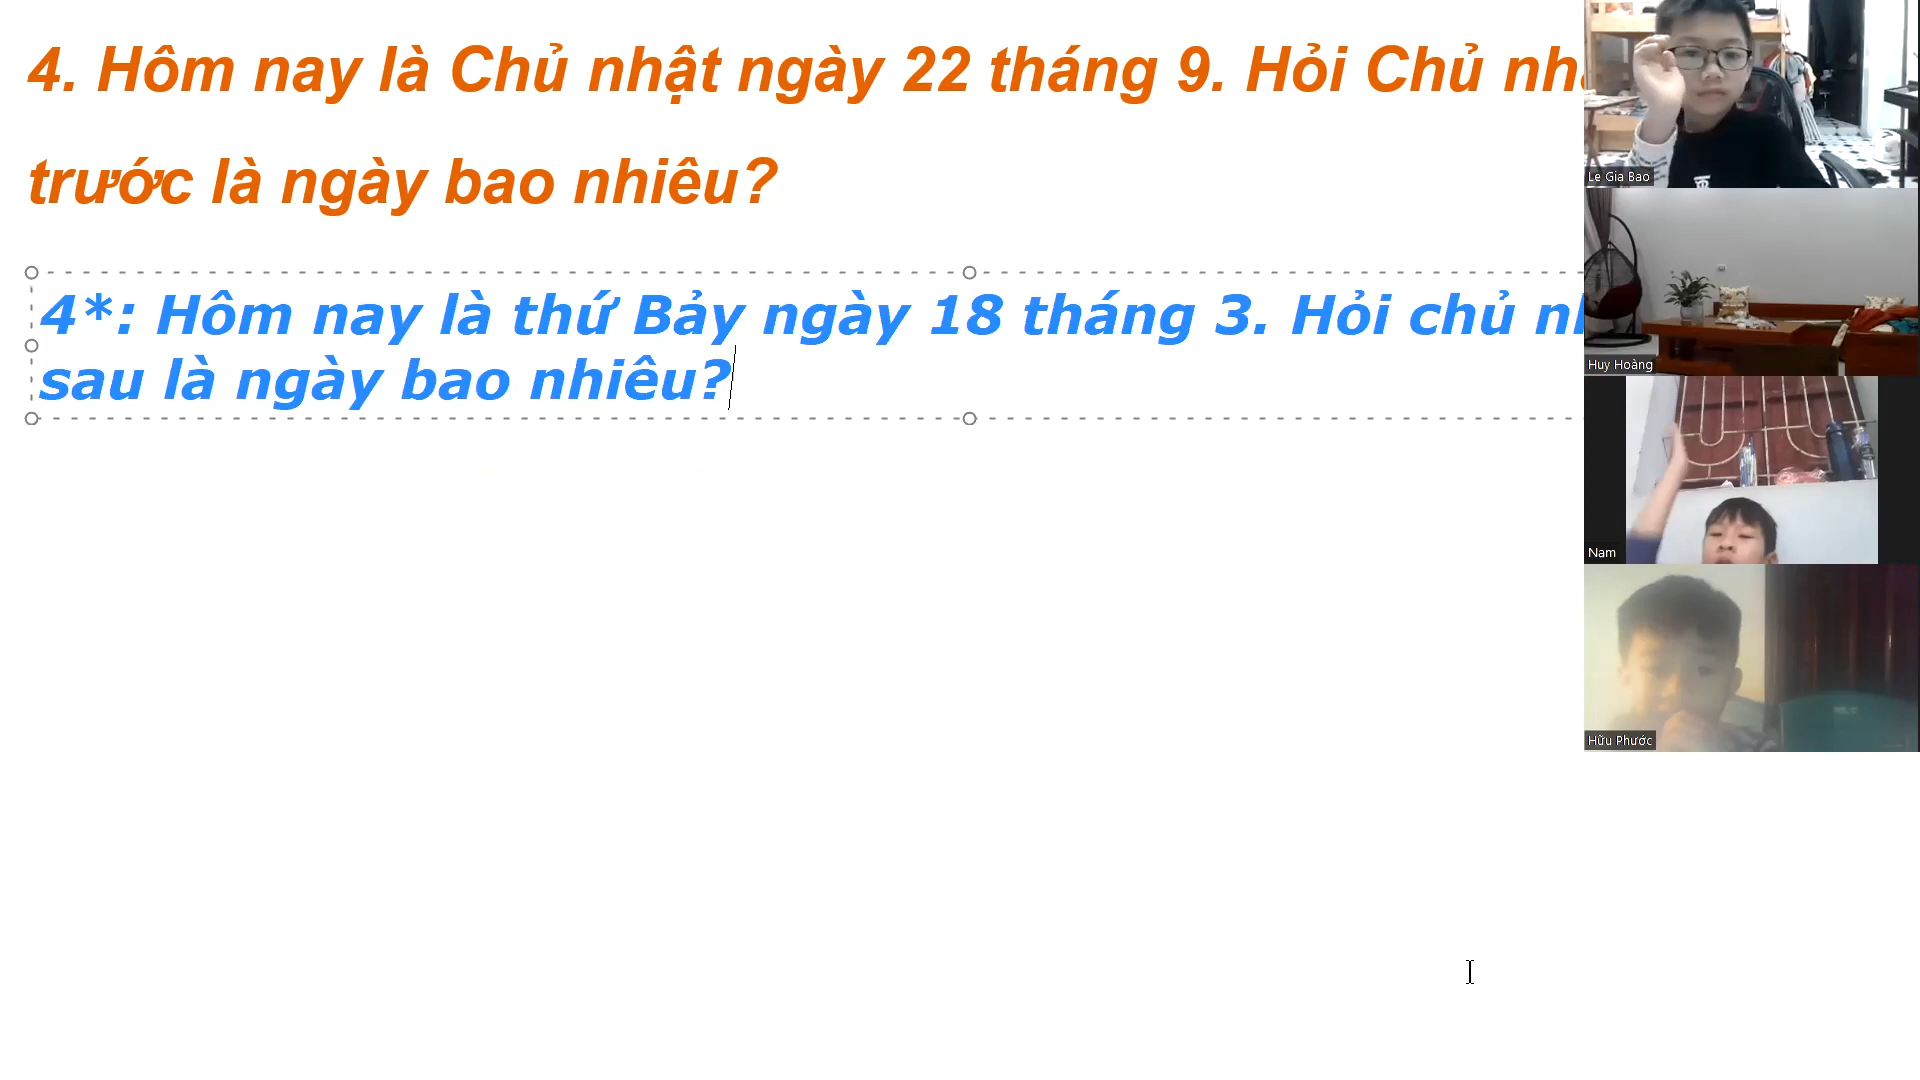 4. Hôm nay là Chủ nhật ngày 22 tháng 9. Hỏi Chủ
trước là ngày bao nhiêu?
4*: Hôm nay là thứ Bảy ngày 18 tháng 3. Hỏi chủ
sau là ngày bao nhiêu?
Le Gia Bao
Huy Hoàng
Nam
Hữu Phước